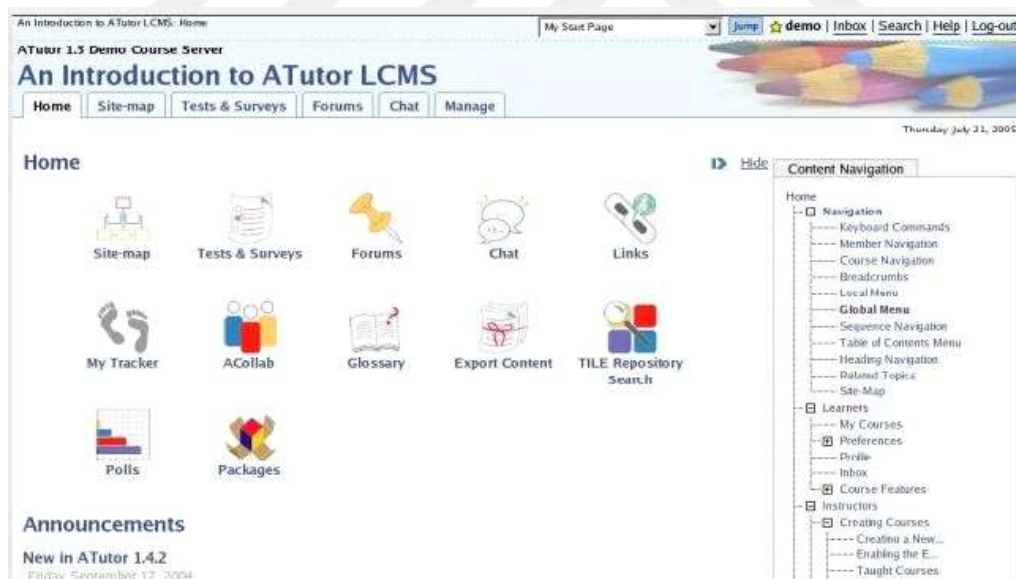 An Introduction to ATutor LCMS: Home
My Start Page
Jump
demo | Inbox | Search | Help | Log-out
ATutor 1.5 Demo Course Server
An Introduction to ATutor LCMS
Home
Site-map
Tests & Surveys
Forums
Chat
Manage
Thursday July 21, 2005
Home
Hide
Site-map
Tests & Surveys
Forums
Chat
Links
My Tracker
ACollab
Glossary
Export Content
TILE Repository
Search
Polls
Packages
Announcements
New in ATutor 1.4.2
Friday September 17, 2004
Content Navigation
Home
Navigation
Keyboard Commands
Member Navigation
Course Navigation
Breadcrumbs
Local Menu
Global Menu
Sequence Navigation
Table of Contents Menu
Heading Navigation
Related Topics
Site-Map
Learners
My Courses
Preferences
Profile
Inbox
Course Features
Instructors
Creating Courses
Creating a New...
Enabling the E...
Taught Courses